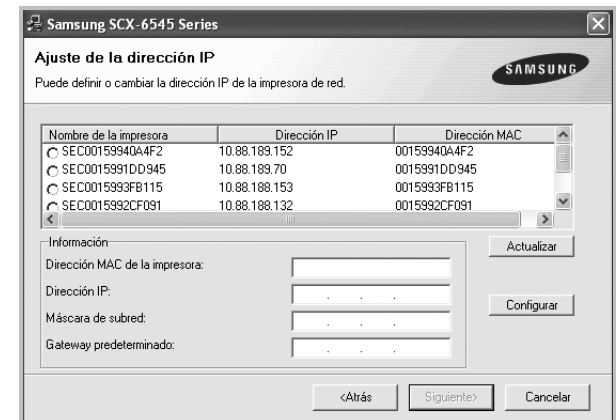 Samsung SCX-6545 Series
Ajuste de la dirección IP
Puede definir o cambiar la dirección IP de la impresora de red.
SAMSUNG
Nombre de la impresora Dirección IP Dirección MAC
SEC00159940A4F2 10.88.189.152 00159940A4F2
SEC0015991DD945 10.88.189.70 0015991DD945
SEC0015993FB115 10.88.188.153 0015993FB115
SEC0015992CF091 10.88.188.132 0015992CF091
Información
Actualizar
Dirección MAC de la impresora:
Dirección IP:
Configurar
Máscara de subred:
Gateway predeterminado:
<Atrás Siguiente> Cancelar